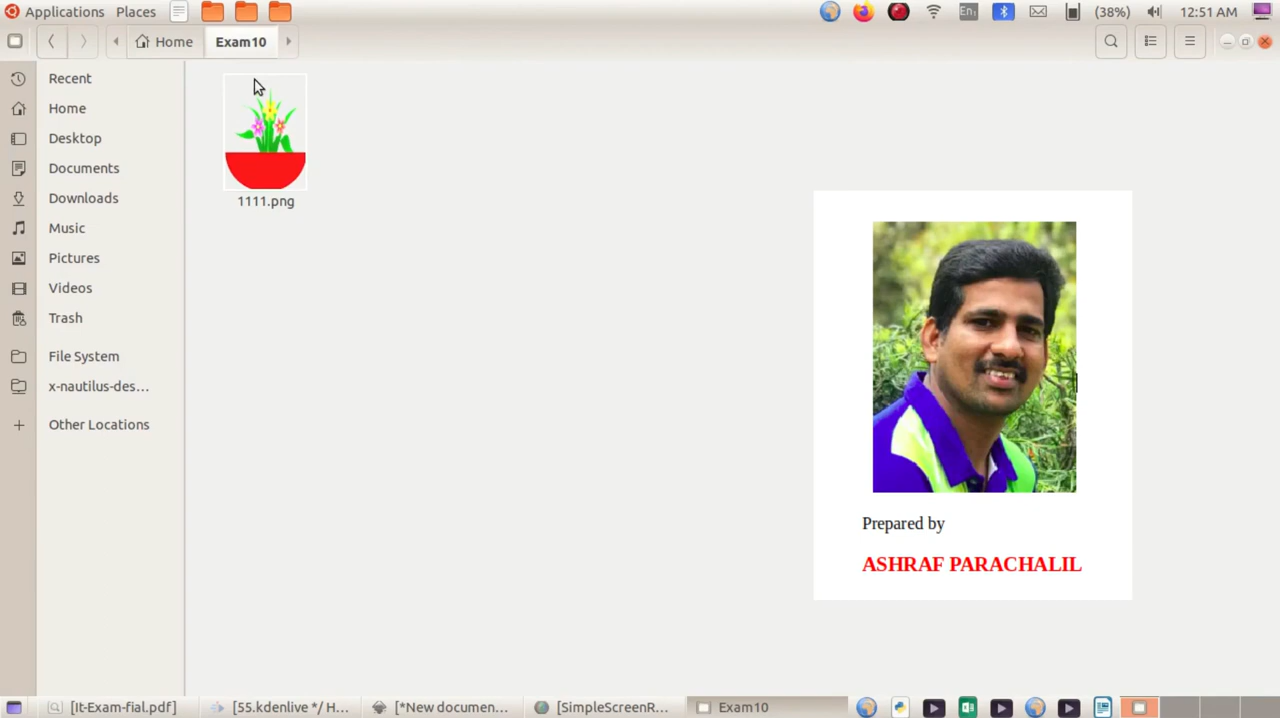 Applications Places En₁ (38%) 12:51 AM
Home Exam10
Recent
Home
Desktop
Documents
Downloads
Music
Pictures
Videos
Trash
File System
x-nautilus-des...
Other Locations
1111.png
Prepared by
ASHRAF PARACHALIL
[It-Exam-fial.pdf] [55.kdenlive */ H... [*New documen... [SimpleScreenR... Exam10